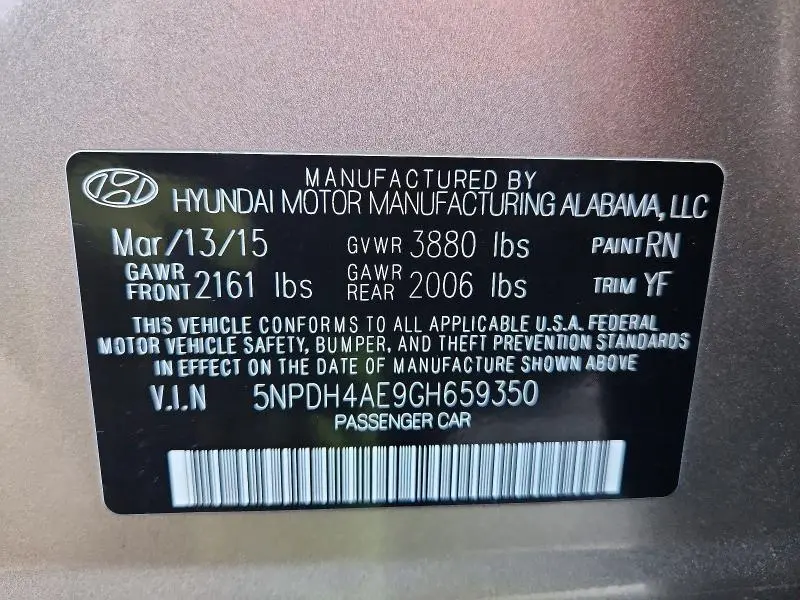 MANUFACTURED BY
HYUNDAI MOTOR MANUFACTURING ALABAMA, LLC
Mar/13/15 GVWR 3880 lbs PAINT RN
GAWR FRONT 2161 lbs GAWR REAR 2006 lbs TRIM YF
THIS VEHICLE CONFORMS TO ALL APPLICABLE U.S.A. FEDERAL
MOTOR VEHICLE SAFETY, BUMPER, AND THEFT PREVENTION STANDARDS
IN EFFECT ON THE DATE OF MANUFACTURE SHOWN ABOVE
V.I.N 5NPDH4AE9GH659350
PASSENGER CAR